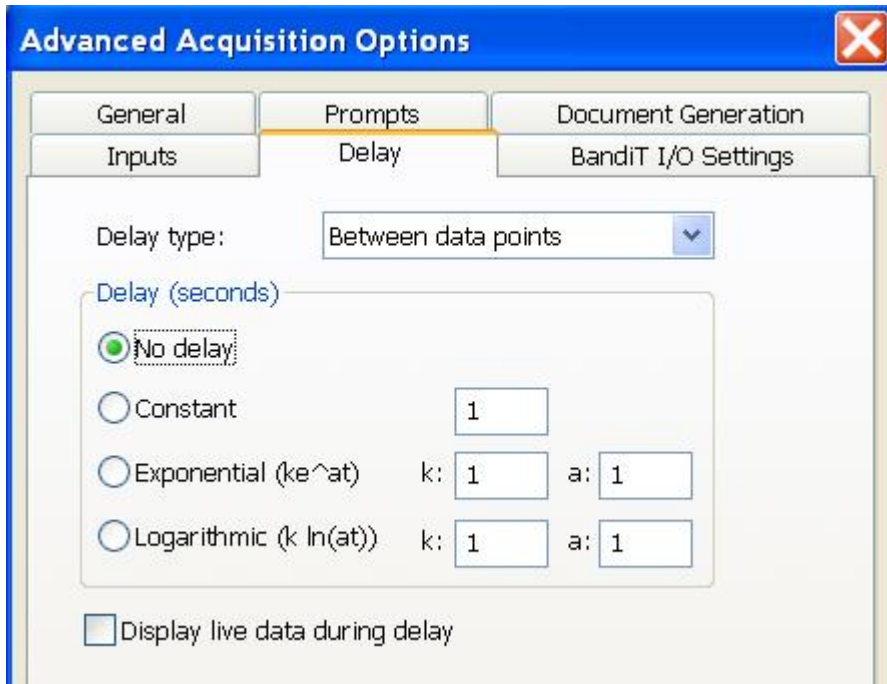 Advanced Acquisition Options
General Prompts Document Generation
Inputs Delay BandiT I/O Settings
Delay type: Between data points
Delay (seconds)
No delay
Constant 1
Exponential (ke^at) k: 1 a: 1
Logarithmic (k ln(at)) k: 1 a: 1
Display live data during delay